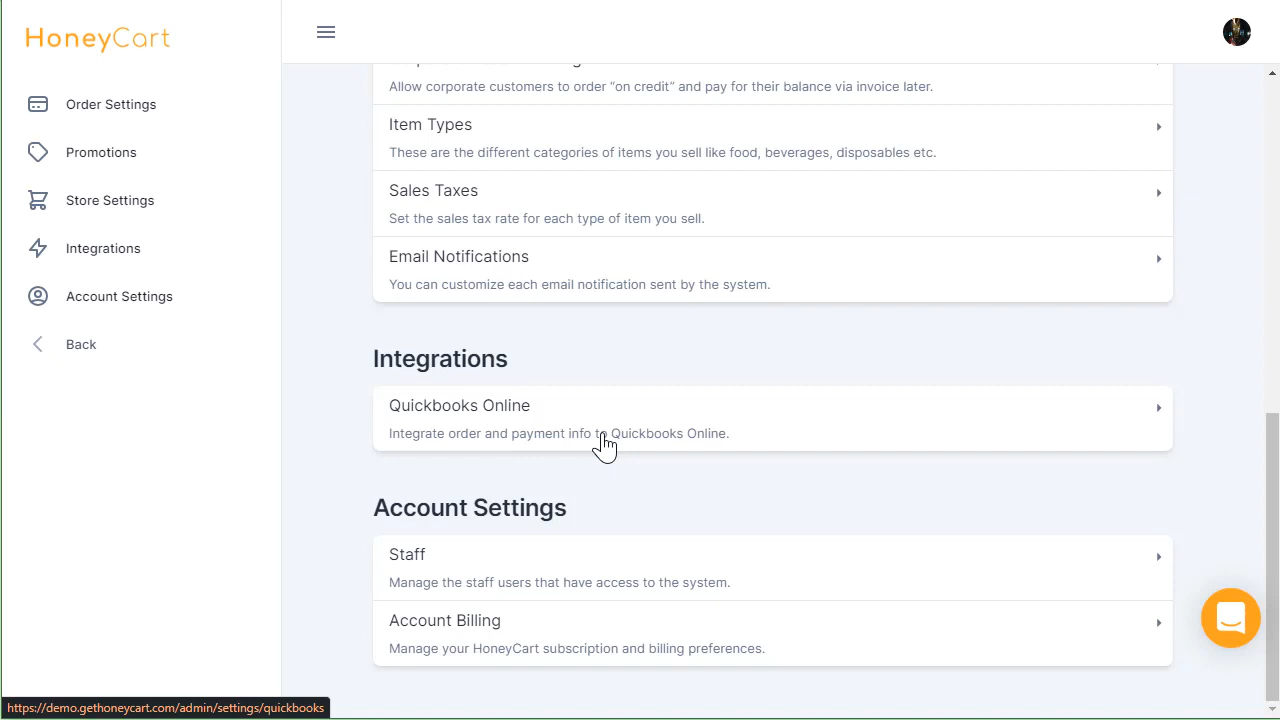 HoneyCart
Order Settings
Promotions
Store Settings
Integrations
Account Settings
Back
Allow corporate customers to order “on credit” and pay for their balance via invoice later.
Item Types
These are the different categories of items you sell like food, beverages, disposables etc.
Sales Taxes
Set the sales tax rate for each type of item you sell.
Email Notifications
You can customize each email notification sent by the system.
Integrations
Quickbooks Online
Integrate order and payment info to Quickbooks Online.
Account Settings
Staff
Manage the staff users that have access to the system.
Account Billing
Manage your HoneyCart subscription and billing preferences.
https://demo.gethoneycart.com/admin/settings/quickbooks